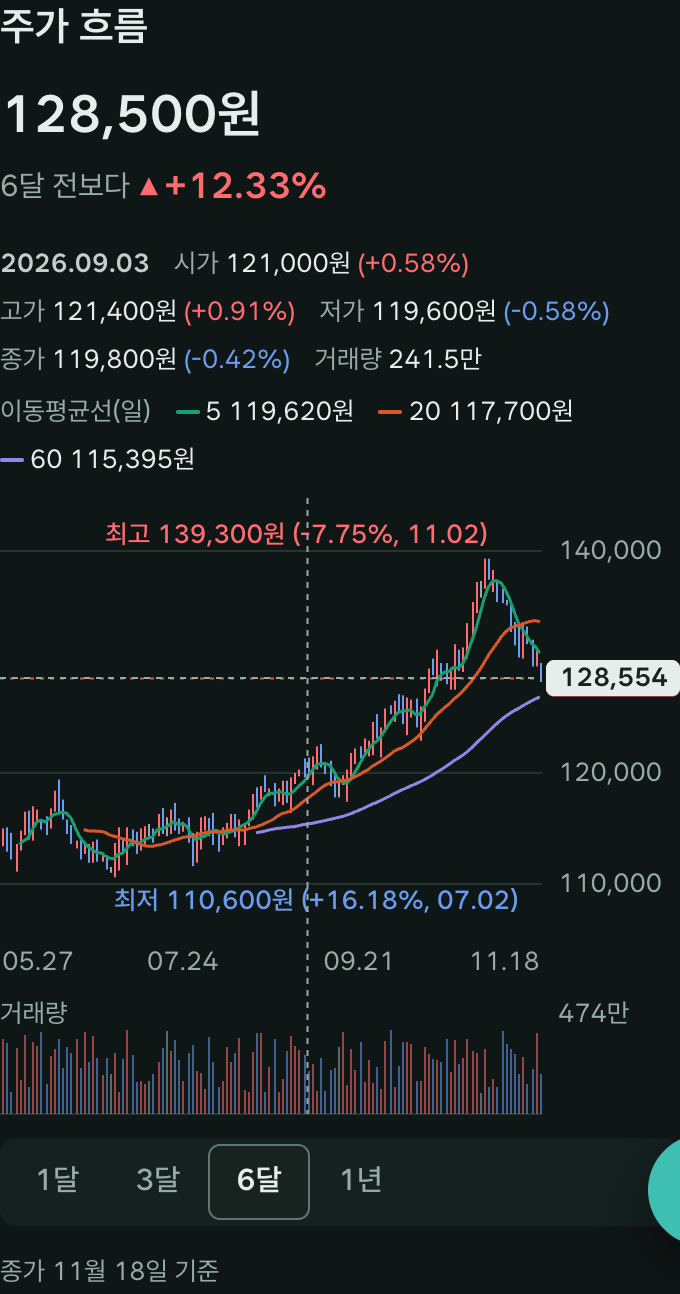 주가 흐름
128,500원
6달 전보다 ▲+12.33%
2026.09.03 시가 121,000원 (+0.58%)
고가 121,400원 (+0.91%) 저가 119,600원 (-0.58%)
종가 119,800원 (-0.42%) 거래량 241.5만
이동평균선(일) 5 119,620원 20 117,700원
60 115,395원
최고 139,300원 (-7.75%, 11.02)
140,000
128,554
120,000
110,000
최저 110,600원 (+16.18%, 07.02)
05.27 07.24 09.21 11.18
거래량 474만
1달 3달 6달 1년
종가 11월 18일 기준